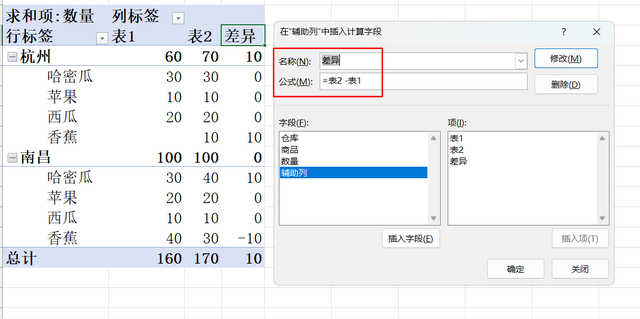 求和项:数量 列标签
行标签 表1 表2 差异
杭州 60 70 10
哈密瓜 30 30 0
苹果 10 10 0
西瓜 20 20 0
香蕉 10 10
南昌 100 100 0
哈密瓜 30 40 10
苹果 20 20 0
西瓜 10 10 0
香蕉 40 30 -10
总计 160 170 10
在"辅助列"中插入计算字段
名称(N): 差异
修改(M)
公式(M): =表2 -表1
删除(D)
字段(F):
仓库
商品
数量
辅助列
插入字段(E)
项(I):
表1
表2
差异
插入项(T)
确定
关闭